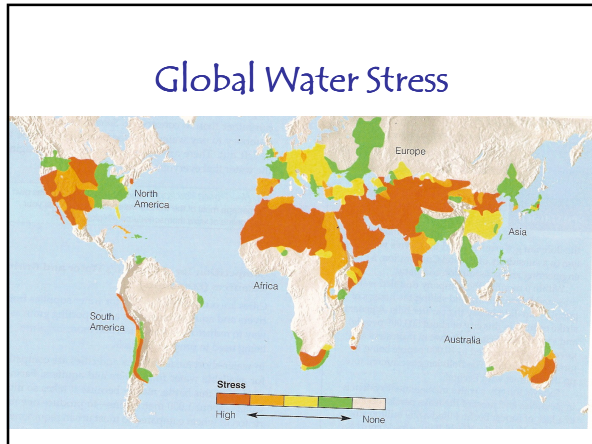 Global Water Stress
Europe
North
America
Asia
Africa
South
America
Australia
Stress
High
None